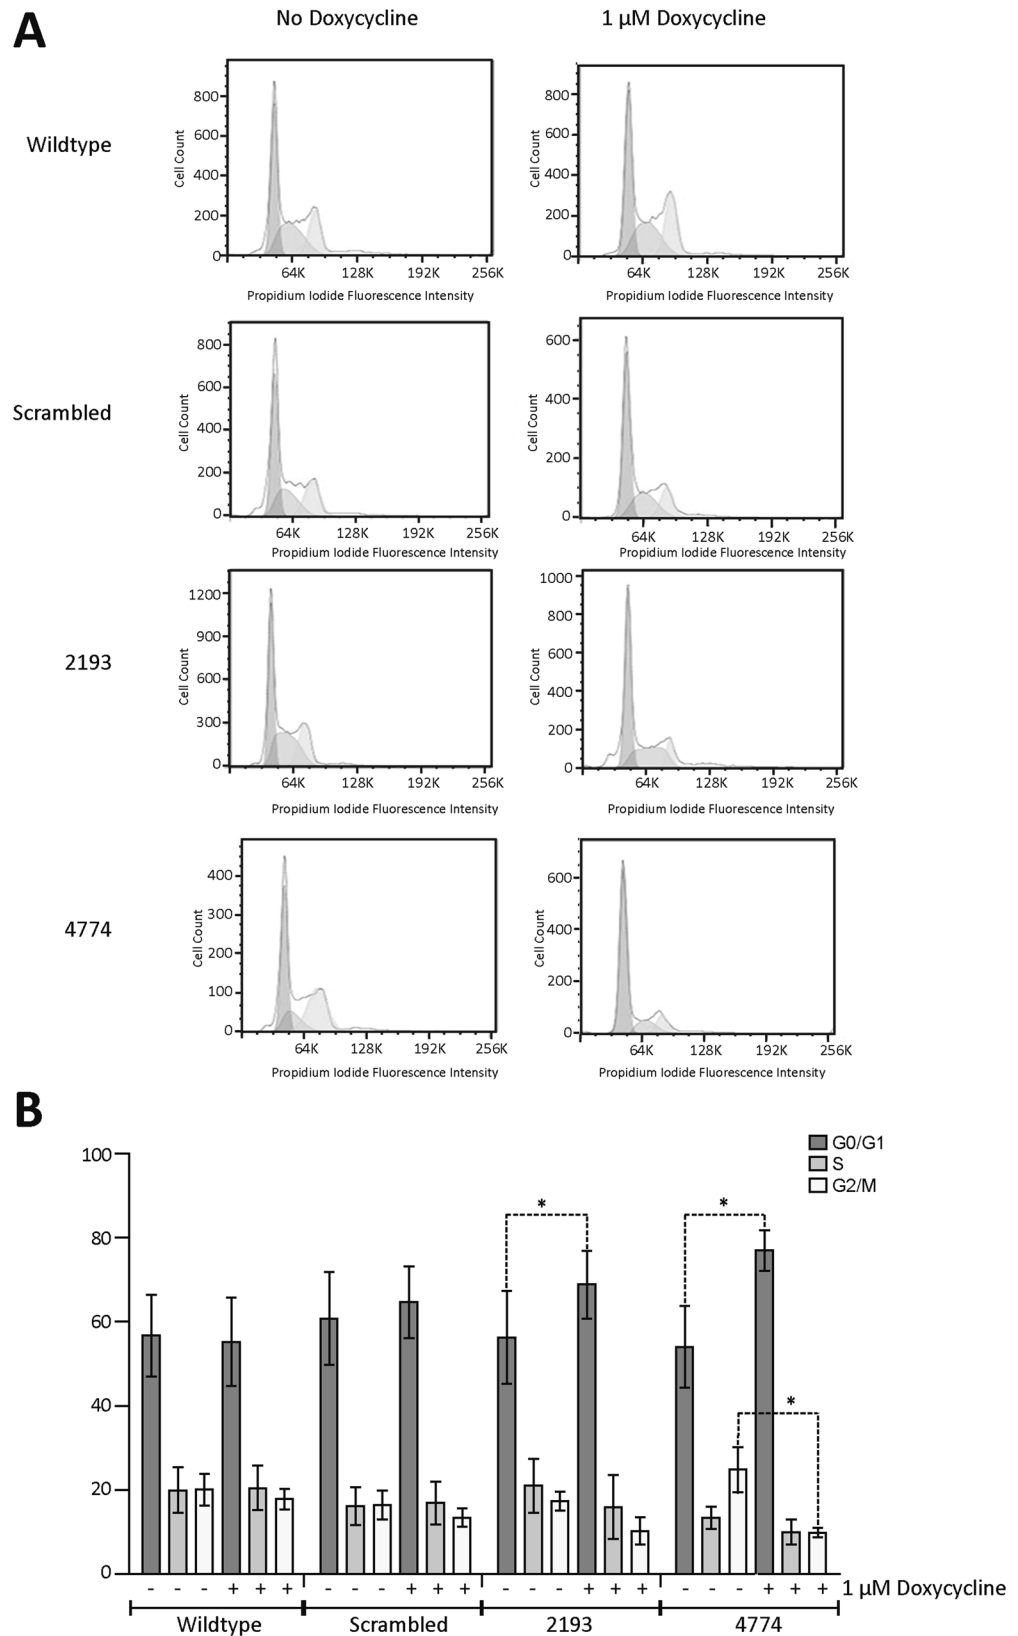 A
No Doxycycline
1 µM Doxycycline
Wildtype
Cell Count
800
600
400
200
0
64K 128K 192K 256K
Propidium Iodide Fluorescence Intensity
Cell Count
800
600
400
200
0
64K 128K 192K 256K
Propidium Iodide Fluorescence Intensity
Scrambled
Cell Count
800
600
400
200
0
64K 128K 192K 256K
Propidium Iodide Fluorescence Intensity
Cell Count
600
400
200
0
64K 128K 192K 256K
Propidium Iodide Fluorescence Intensity
2193
Cell Count
1200
900
600
300
0
64K 128K 192K 256K
Propidium Iodide Fluorescence Intensity
Cell Count
1000
800
600
400
200
0
64K 128K 192K 256K
Propidium Iodide Fluorescence Intensity
4774
Cell Count
400
300
200
100
0
64K 128K 192K 256K
Propidium Iodide Fluorescence Intensity
Cell Count
600
400
200
0
64K 128K 192K 256K
Propidium Iodide Fluorescence Intensity
B
G0/G1
S
G2/M
100
80
60
40
20
0
* *
*
- - - + + + - - - + + + - - - + + + - - - + + + 1 µM Doxycycline
Wildtype Scrambled 2193 4774